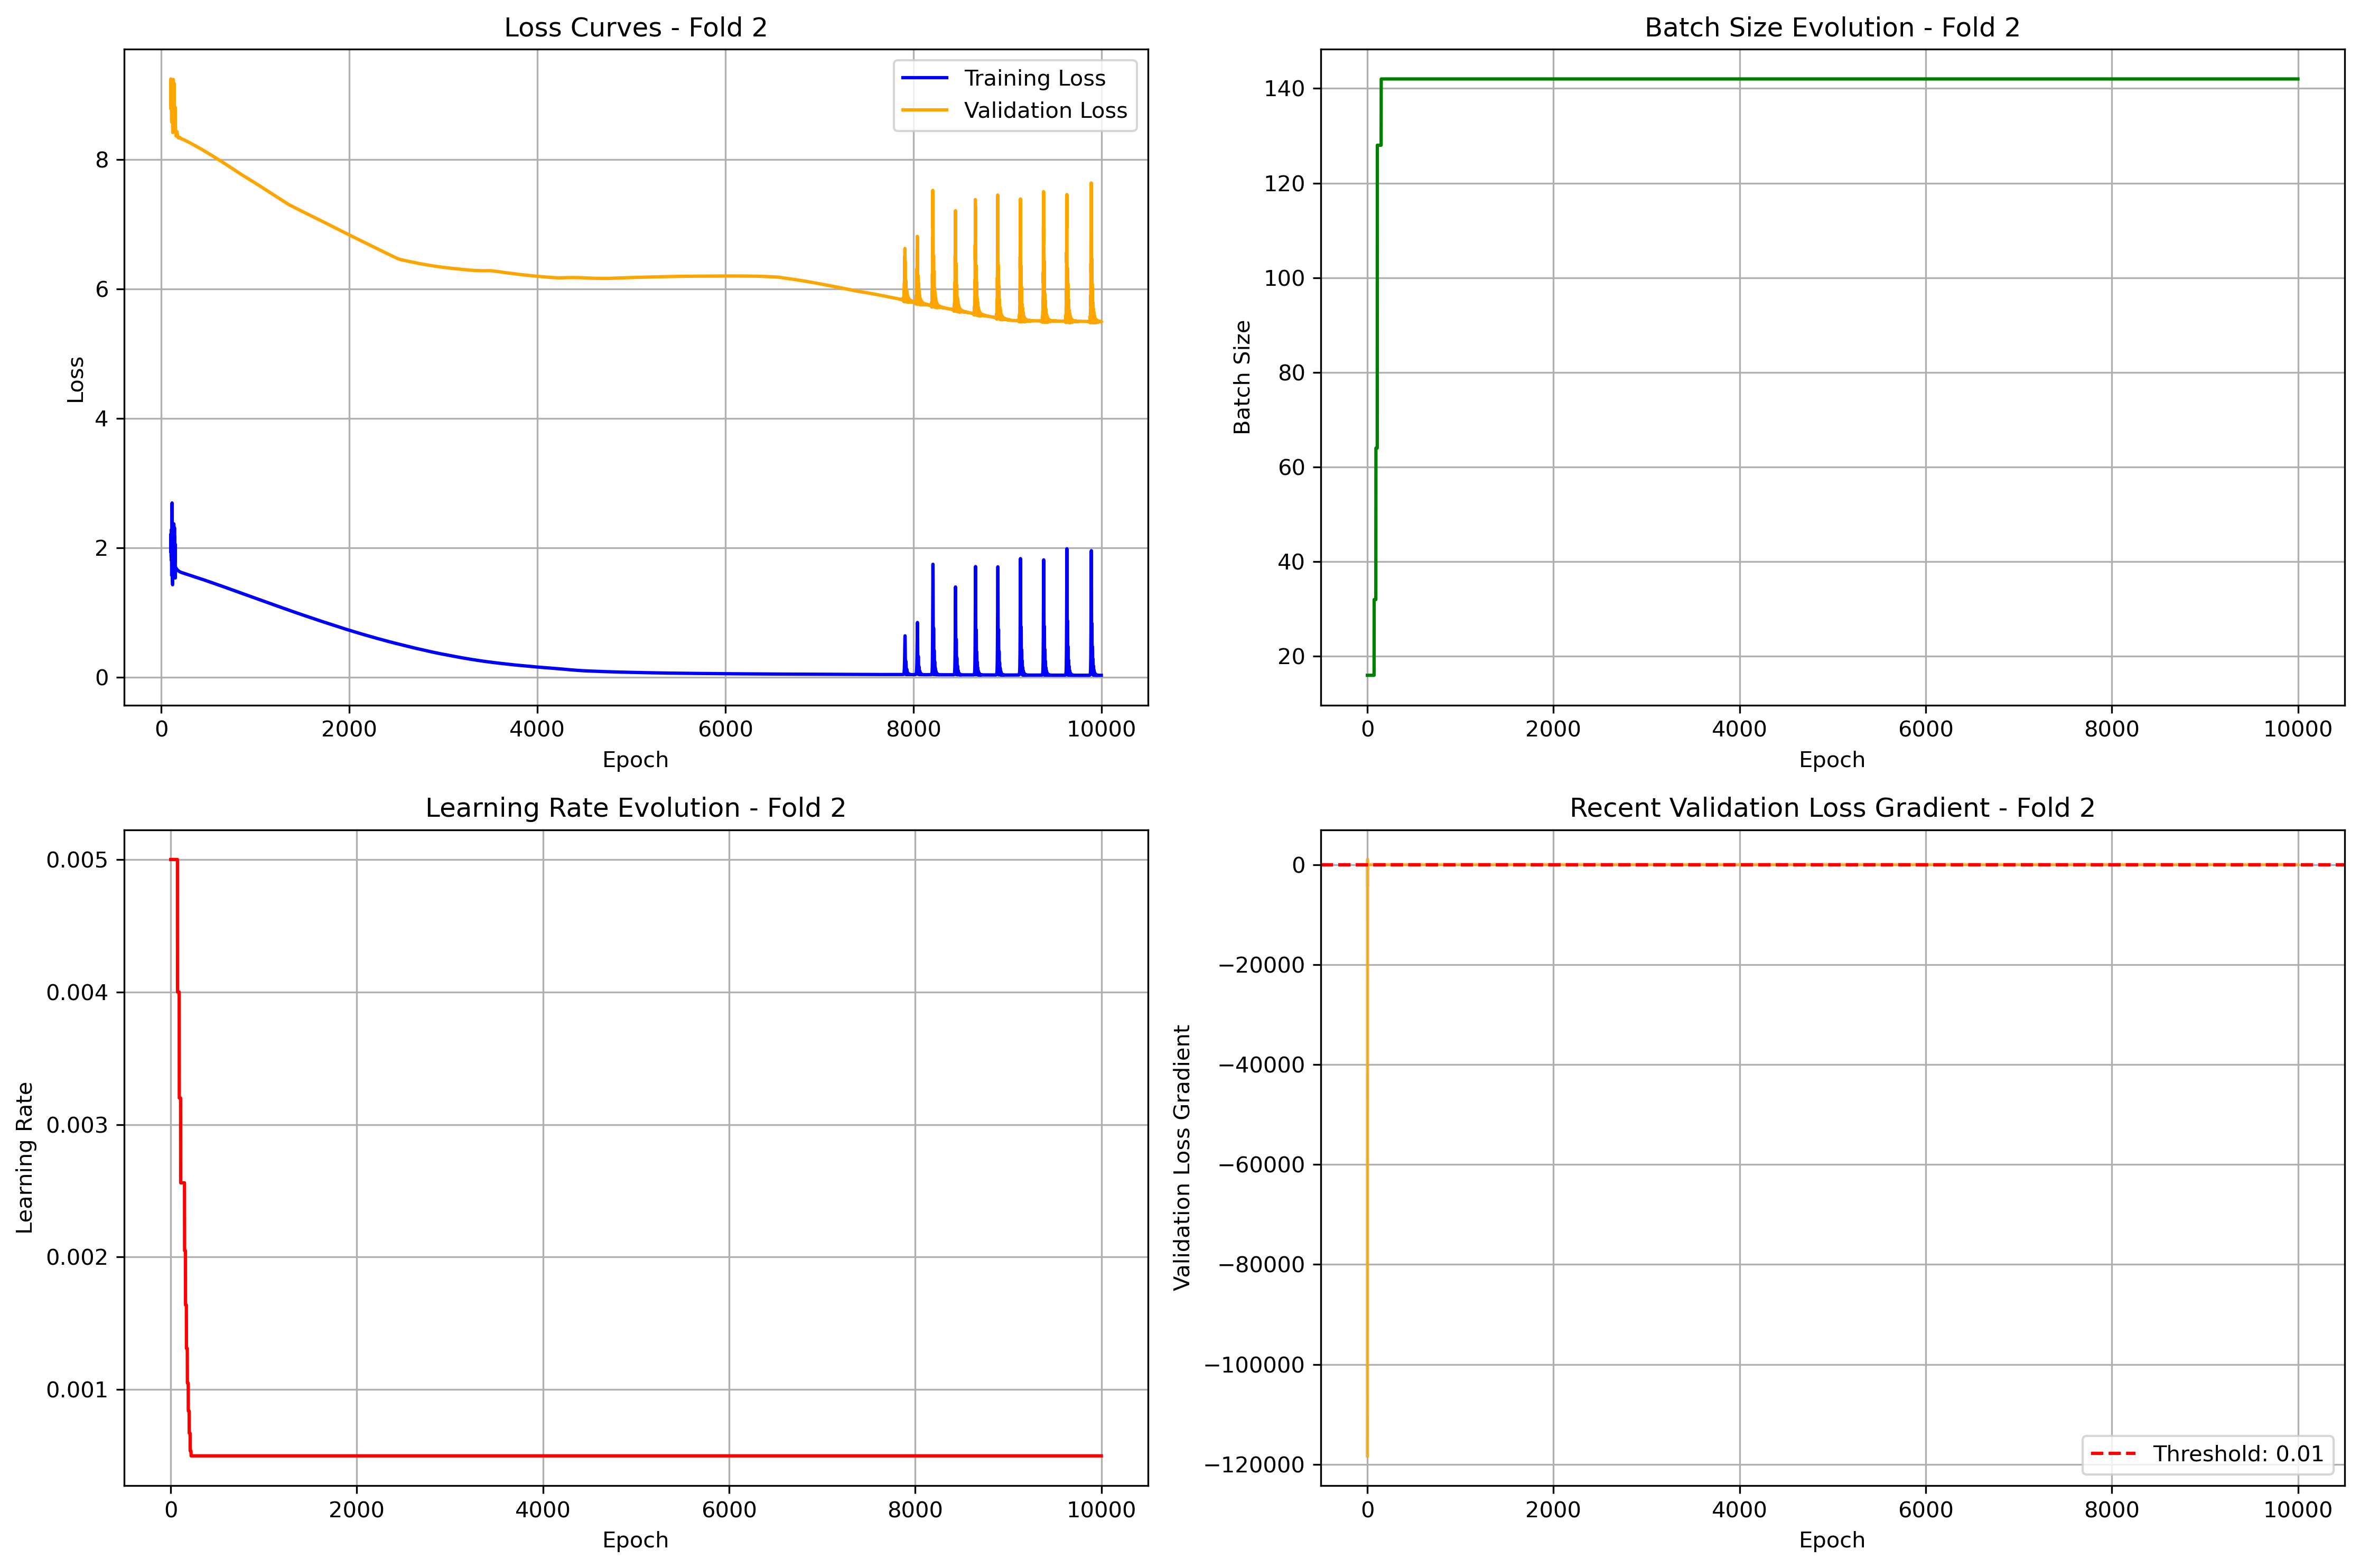 Loss Curves - Fold 2
Training Loss
Validation Loss
8
6
4
2
0
Loss
0 2000 4000 6000 8000 10000
Epoch
Batch Size Evolution - Fold 2
140
120
100
80
60
40
20
Batch Size
0 2000 4000 6000 8000 10000
Epoch
Learning Rate Evolution - Fold 2
0.005
0.004
0.003
0.002
0.001
Learning Rate
0 2000 4000 6000 8000 10000
Epoch
Recent Validation Loss Gradient - Fold 2
0
−20000
−40000
−60000
−80000
−100000
−120000
Validation Loss Gradient
Threshold: 0.01
0 2000 4000 6000 8000 10000
Epoch